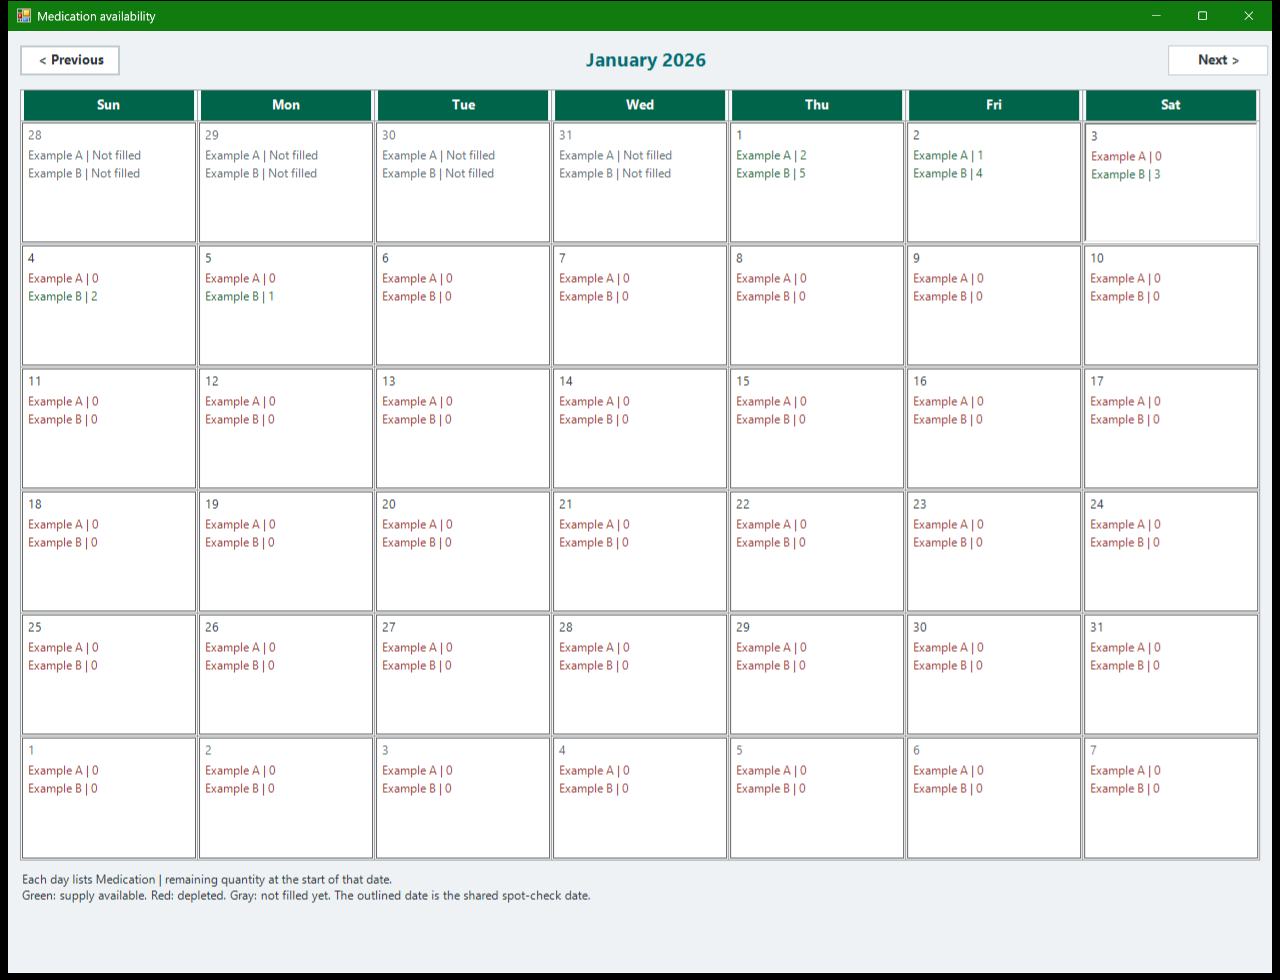 Medication availability
< Previous
January 2026
Next >
Sun Mon Tue Wed Thu Fri Sat
28 29 30 31 1 2 3
Example A | Not filled Example A | Not filled Example A | Not filled Example A | Not filled Example A | 2 Example A | 1 Example A | 0
Example B | Not filled Example B | Not filled Example B | Not filled Example B | Not filled Example B | 5 Example B | 4 Example B | 3
4 5 6 7 8 9 10
Example A | 0 Example A | 0 Example A | 0 Example A | 0 Example A | 0 Example A | 0 Example A | 0
Example B | 2 Example B | 1 Example B | 0 Example B | 0 Example B | 0 Example B | 0 Example B | 0
11 12 13 14 15 16 17
Example A | 0 Example A | 0 Example A | 0 Example A | 0 Example A | 0 Example A | 0 Example A | 0
Example B | 0 Example B | 0 Example B | 0 Example B | 0 Example B | 0 Example B | 0 Example B | 0
18 19 20 21 22 23 24
Example A | 0 Example A | 0 Example A | 0 Example A | 0 Example A | 0 Example A | 0 Example A | 0
Example B | 0 Example B | 0 Example B | 0 Example B | 0 Example B | 0 Example B | 0 Example B | 0
25 26 27 28 29 30 31
Example A | 0 Example A | 0 Example A | 0 Example A | 0 Example A | 0 Example A | 0 Example A | 0
Example B | 0 Example B | 0 Example B | 0 Example B | 0 Example B | 0 Example B | 0 Example B | 0
1 2 3 4 5 6 7
Example A | 0 Example A | 0 Example A | 0 Example A | 0 Example A | 0 Example A | 0 Example A | 0
Example B | 0 Example B | 0 Example B | 0 Example B | 0 Example B | 0 Example B | 0 Example B | 0
Each day lists Medication | remaining quantity at the start of that date.
Green: supply available. Red: depleted. Gray: not filled yet. The outlined date is the shared spot-check date.